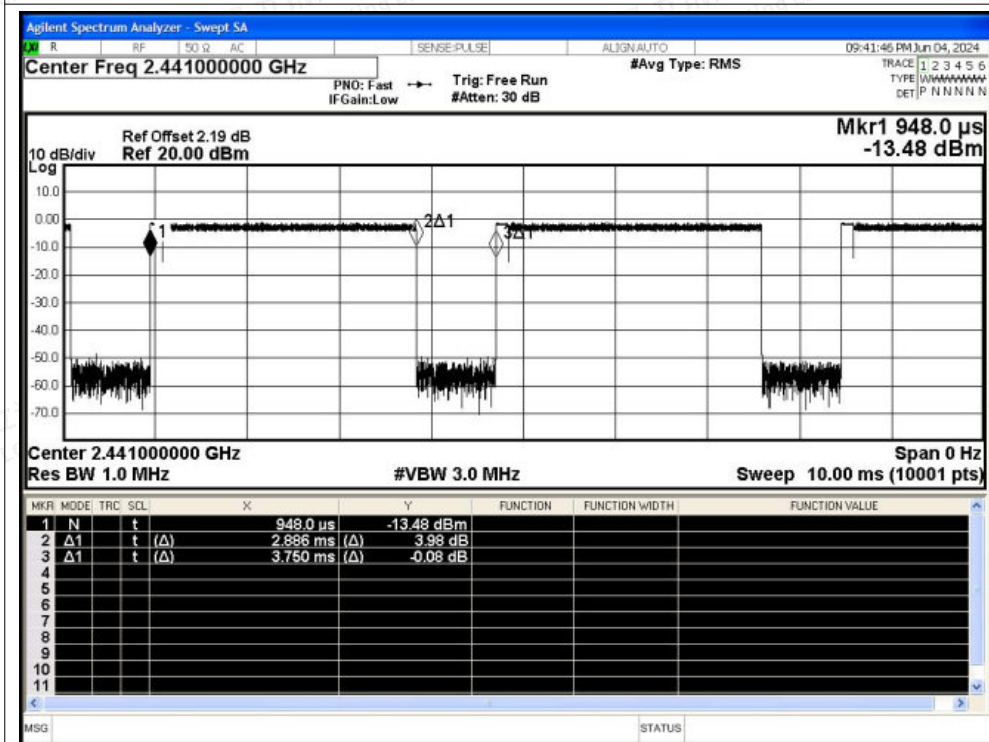 Agilent Spectrum Analyzer - Swept SA
LXI R RF 50 Ω AC SENSE:PULSE ALIGN AUTO 09:41:46 PM Jun 04, 2024
Center Freq 2.441000000 GHz #Avg Type: RMS TRACE 1 2 3 4 5 6
PNO: Fast Trig: Free Run TYPE WWWWWW
IFGain:Low #Atten: 30 dB DET P N N N N N
Mkr1 948.0 µs
Ref Offset 2.19 dB
10 dB/div Ref 20.00 dBm -13.48 dBm
Log
10.0
0.00
2Δ1
1
3Δ1
-10.0
-20.0
-30.0
-40.0
-50.0
-60.0
-70.0
Center 2.441000000 GHz Span 0 Hz
Res BW 1.0 MHz #VBW 3.0 MHz Sweep 10.00 ms (10001 pts)
MKR MODE TRC SCL X Y FUNCTION FUNCTION WIDTH FUNCTION VALUE
1 N t 948.0 µs -13.48 dBm
2 Δ1 t (Δ) 2.886 ms (Δ) 3.98 dB
3 Δ1 t (Δ) 3.750 ms (Δ) -0.08 dB
4
5
6
7
8
9
10
11
MSG STATUS